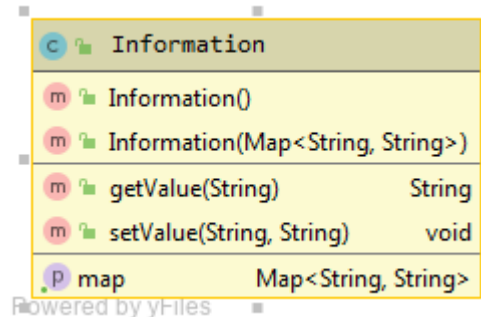 C Information
m Information()
m Information(Map<String, String>)
m getValue(String) String
m setValue(String, String) void
p map Map<String, String>
Powered by yFiles